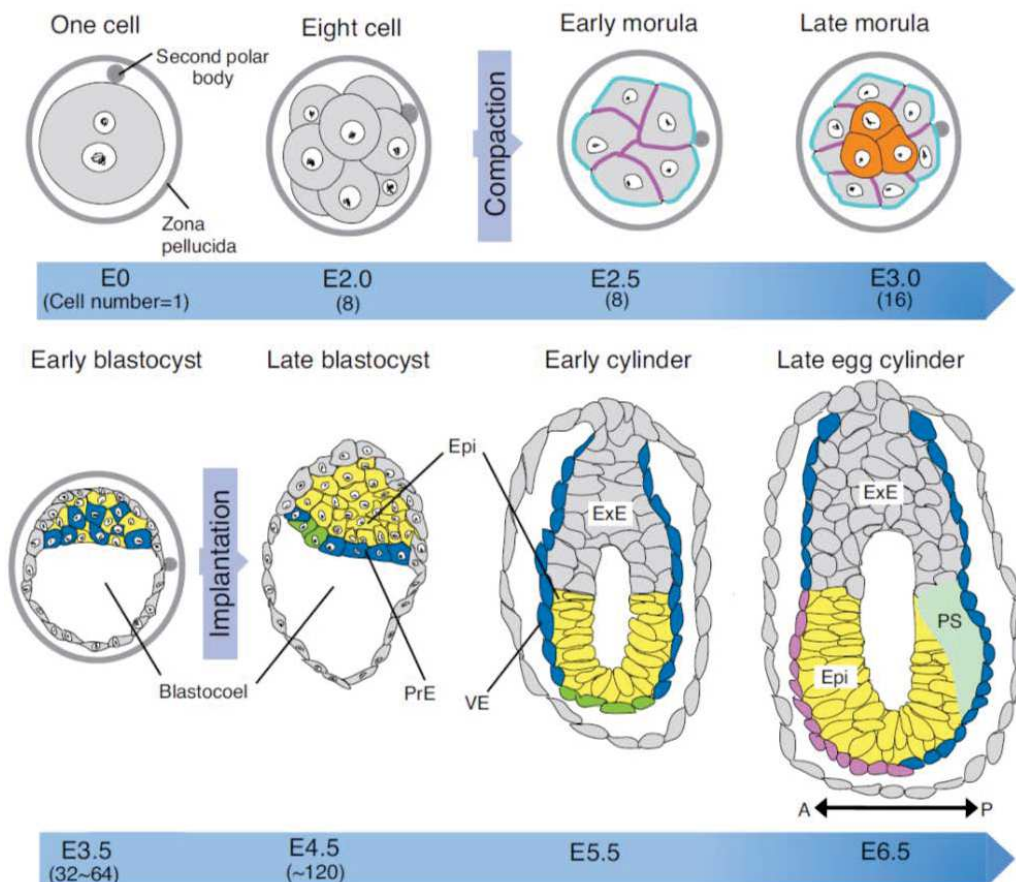 One cell
Eight cell
Early morula
Late morula
Second polar
body
Zona
pellucida
Compaction
E0
(Cell number=1)
E2.0
(8)
E2.5
(8)
E3.0
(16)
Early blastocyst
Late blastocyst
Early cylinder
Late egg cylinder
Implantation
Epi
ExE
ExE
PS
Epi
Blastocoel
PrE
VE
A
P
E3.5
(32~64)
E4.5
(~120)
E5.5
E6.5